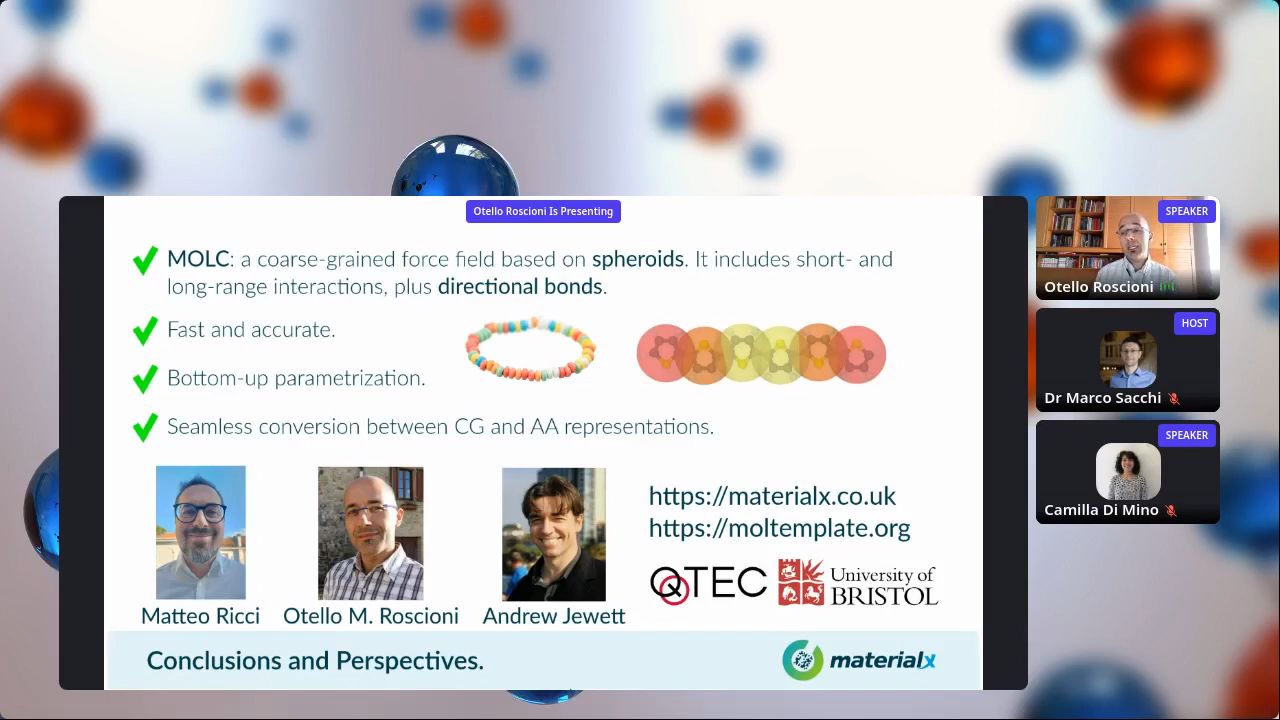 Otello Roscioni Is Presenting
MOLC: a coarse-grained force field based on spheroids. It includes short- and
long-range interactions, plus directional bonds.
Fast and accurate.
Bottom-up parametrization.
Seamless conversion between CG and AA representations.
Matteo Ricci
Otello M. Roscioni
Andrew Jewett
https://materialx.co.uk
https://moltemplate.org
QTEC
University of
BRISTOL
Conclusions and Perspectives.
materialx
SPEAKER
Otello Roscioni
HOST
Dr Marco Sacchi
SPEAKER
Camilla Di Mino